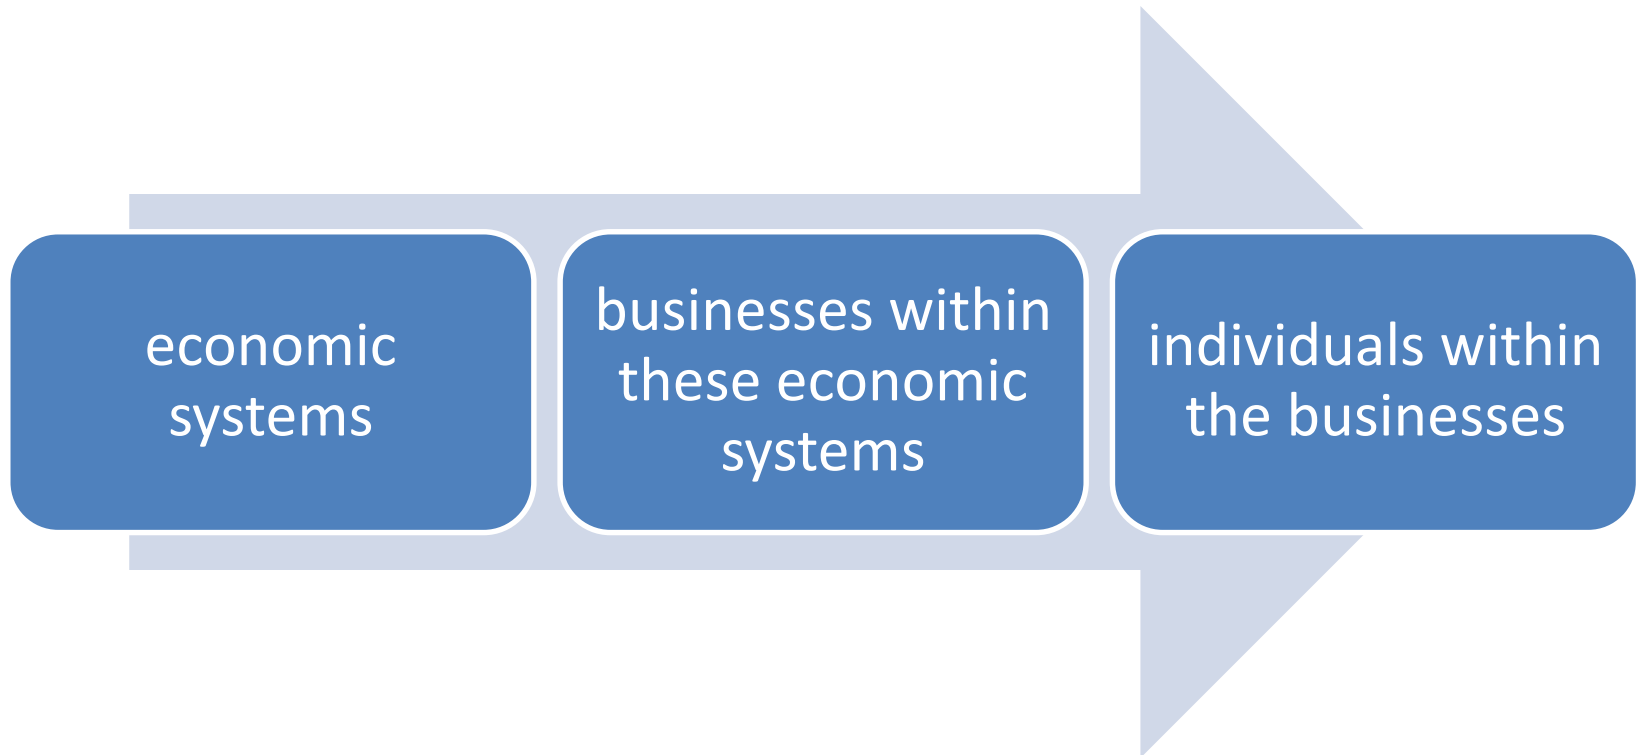 economic
systems
businesses within
these economic
systems
individuals within
the businesses